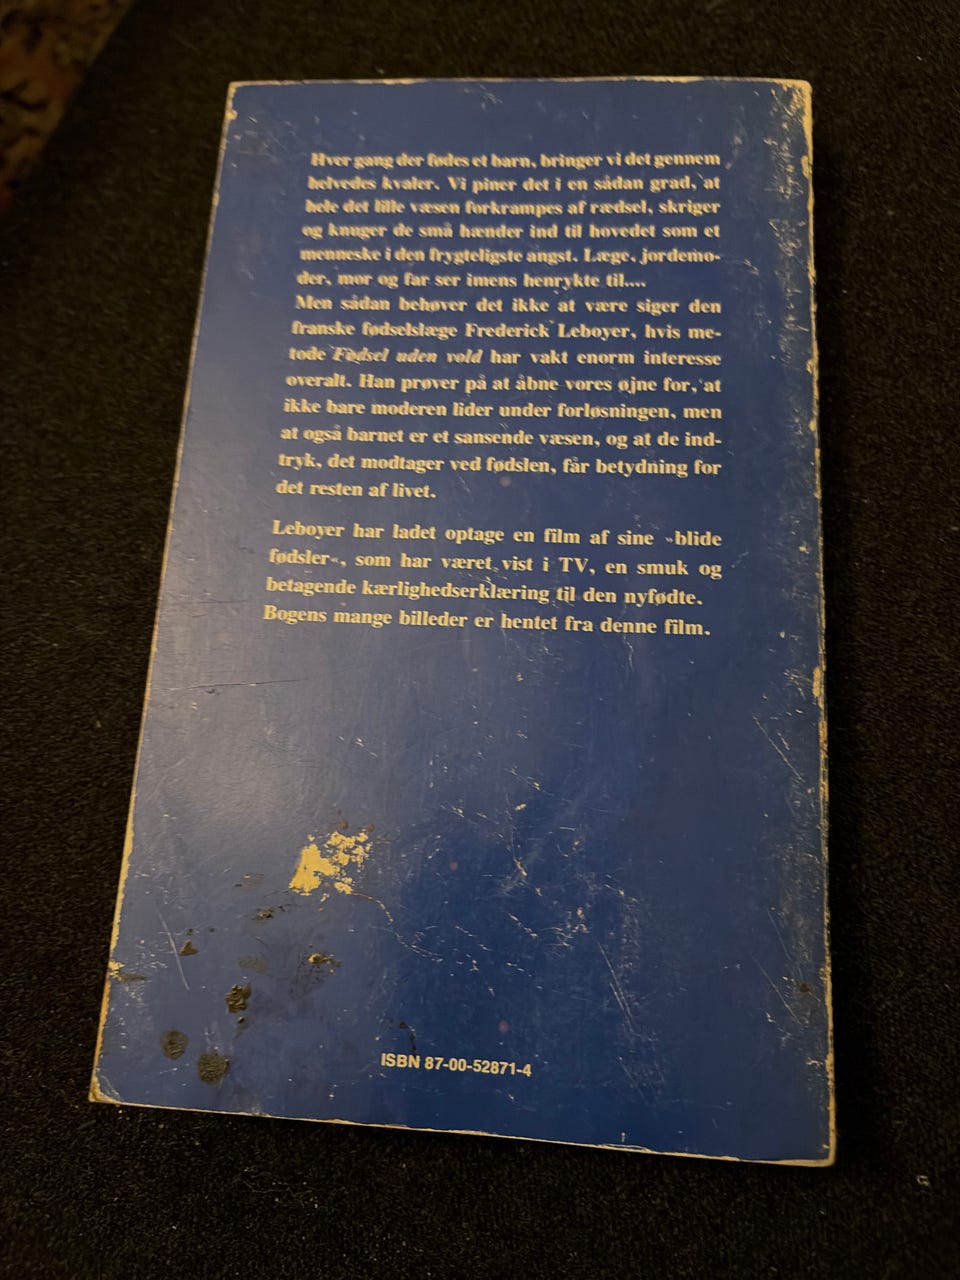 Hver gang der fødes et barn, bringer vi det gennem
helvedes kvaler. Vi piner det i en sådan grad, at
hele det lille væsen forkrampes af rædsel, skriger
og knuger de små hænder ind til hovedet som et
menneske i den frygteligste angst. Læge, jordemo-
der, mor og far ser imens henrykte til....
Men sådan behøver det ikke at være siger den
franske fødselslæge Frederick Leboyer, hvis me-
tode Fødsel uden vold har vakt enorm interesse
overalt. Han prøver på at åbne vores øjne for, at
ikke bare moderen lider under forløsningen, men
at også barnet er et sansende væsen, og at de ind-
tryk, det modtager ved fødslen, får betydning for
det resten af livet.
Leboyer har ladet optage en film af sine »blide
fødsler«, som har været vist i TV, en smuk og
betagende kærlighedserklæring til den nyfødte.
Bogens mange billeder er hentet fra denne film.
ISBN 87-00-52871-4